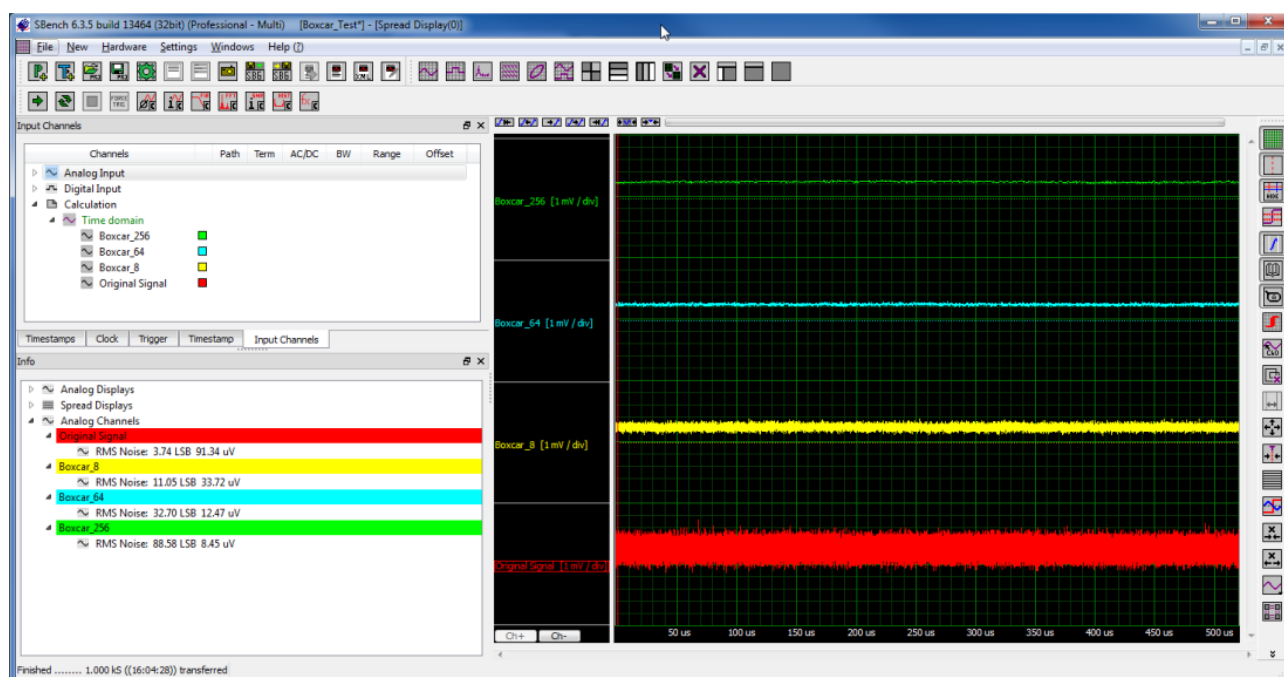 SBench 6.3.5 build 13464 (32bit) (Professional - Multi) [Boxcar_Test*] - [Spread Display(0)]
File New Hardware Settings Windows Help (?)
Input Channels
Channels Path Term AC/DC BW Range Offset
Analog Input
Digital Input
Calculation
Time domain
Boxcar_256
Boxcar_64
Boxcar_8
Original Signal
Timestamps Clock Trigger Timestamp Input Channels
Info
Analog Displays
Spread Displays
Analog Channels
Original Signal
RMS Noise: 3.74 LSB 91.34 uV
Boxcar_8
RMS Noise: 11.05 LSB 33.72 uV
Boxcar_64
RMS Noise: 32.70 LSB 12.47 uV
Boxcar_256
RMS Noise: 88.58 LSB 8.45 uV
Boxcar_256 [1 mV / div]
Boxcar_64 [1 mV / div]
Boxcar_8 [1 mV / div]
Original Signal [1 mV / div]
Ch+ Ch-
50 us 100 us 150 us 200 us 250 us 300 us 350 us 400 us 450 us 500 us
Finished ........ 1.000 kS ((16:04:28)) transferred